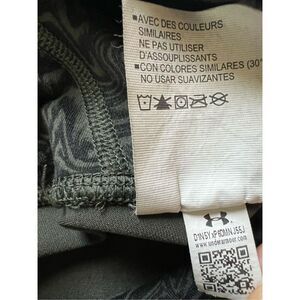 ▪AVEC DES COULEURS
SIMILAIRES
NE PAS UTILISER
D'ASSOUPLISSANTS
▪CON COLORES SIMILARES (30°
NO USAR SUAVIZANTES
www.underarmour.com